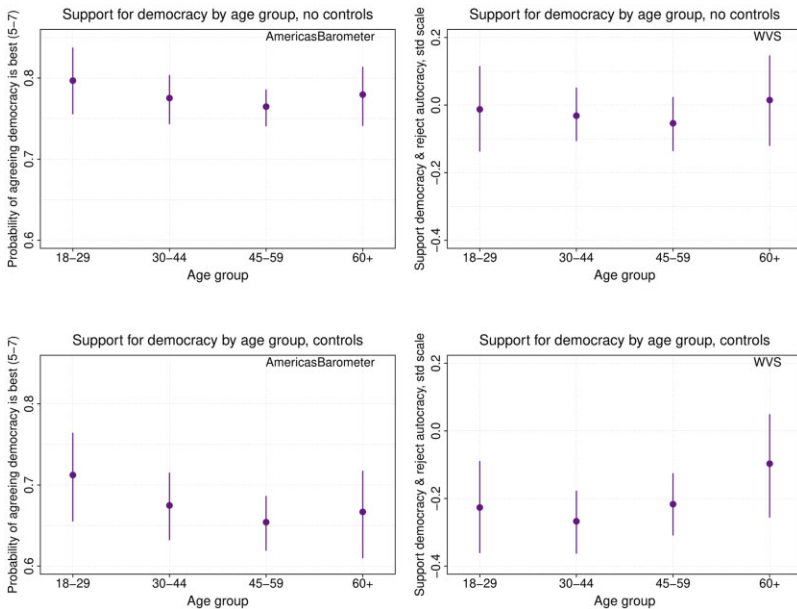 Support for democracy by age group, no controls
AmericasBarometer
Probability of agreeing democracy is best (5−7)
0.8
0.7
0.6
18−29 30−44 45−59 60+
Age group
Support for democracy by age group, no controls
WVS
Support democracy & reject autocracy, std scale
0.2
0.0
−0.2
−0.4
18−29 30−44 45−59 60+
Age group
Support for democracy by age group, controls
AmericasBarometer
Probability of agreeing democracy is best (5−7)
0.8
0.7
0.6
18−29 30−44 45−59 60+
Age group
Support for democracy by age group, controls
WVS
Support democracy & reject autocracy, std scale
0.2
0.0
−0.2
−0.4
18−29 30−44 45−59 60+
Age group